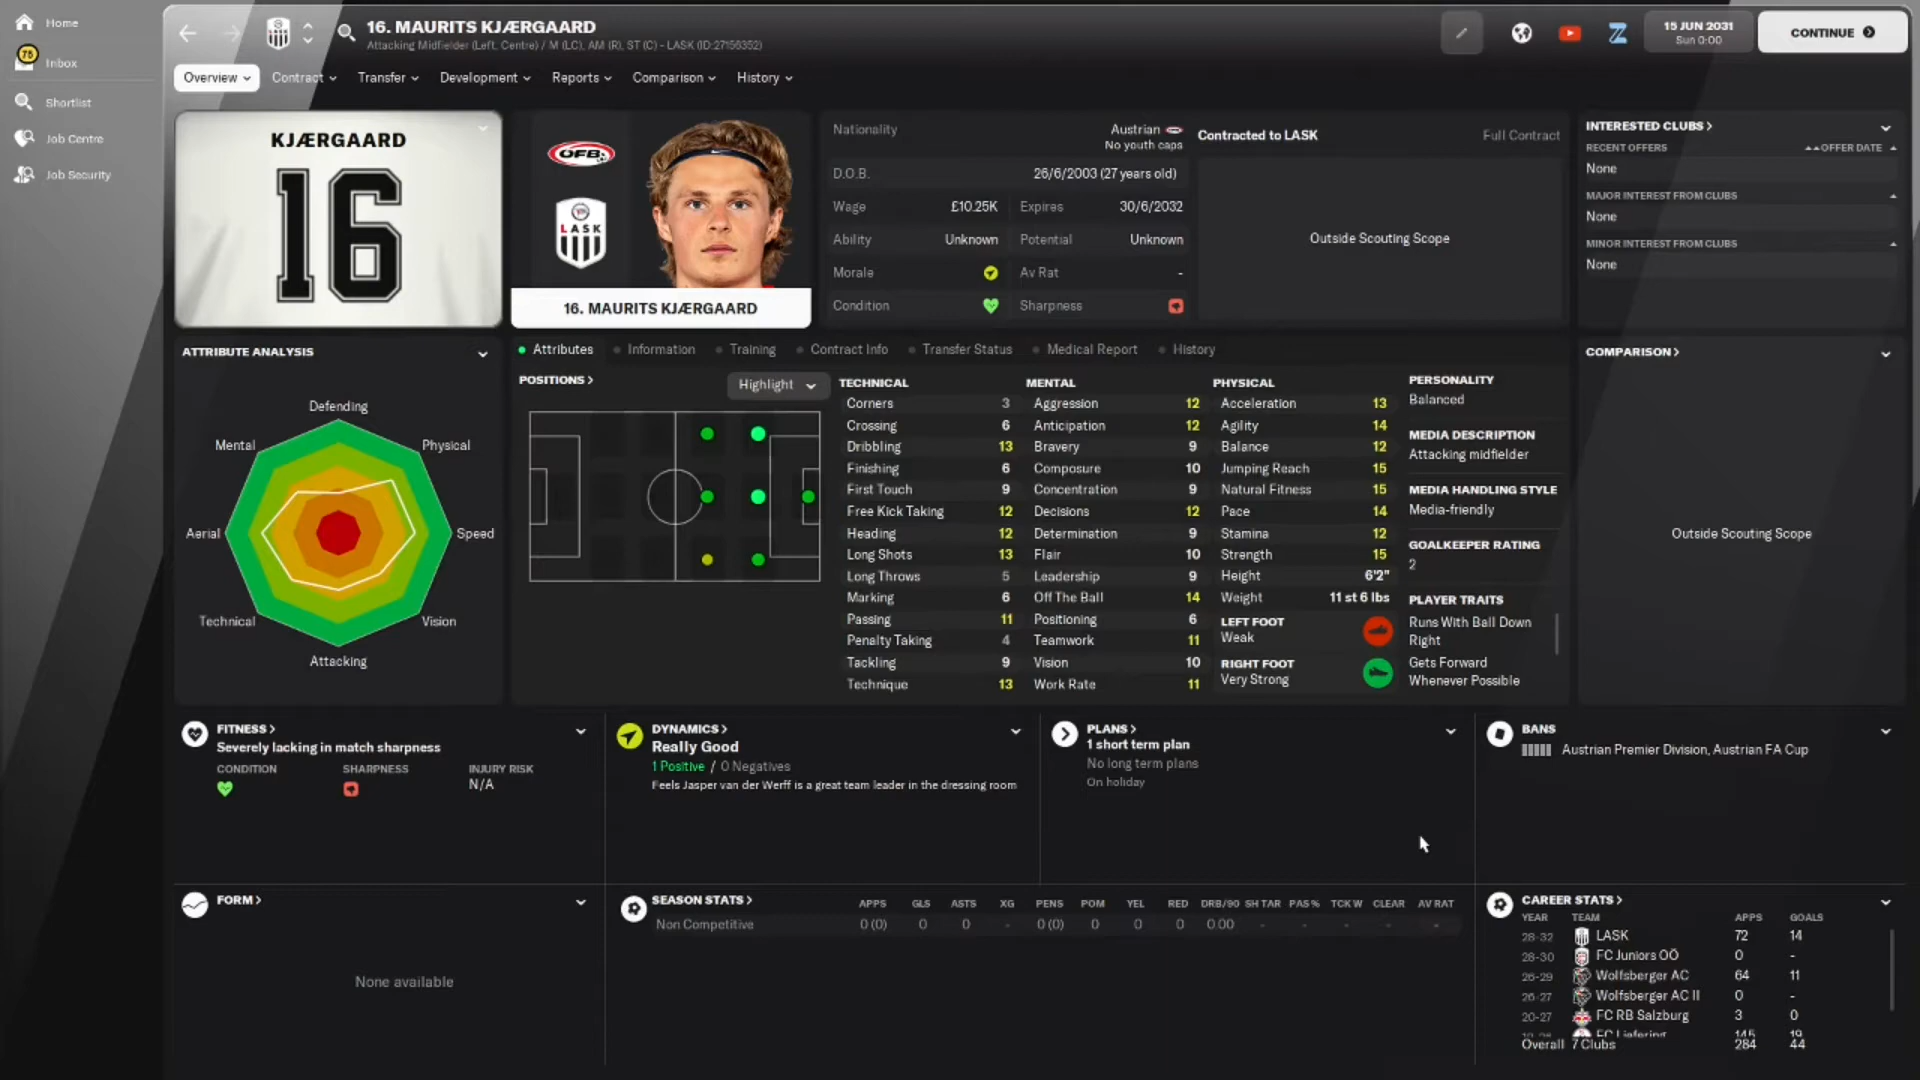 Home
75
Inbox
Shortlist
Job Centre
Job Security
16. MAURITS KJÆRGAARD
Attacking Midfielder (Left, Centre) / M (LC), AM (R), ST (C) - LASK (ID:27156352)
15 JUN 2031
Sun 0:00
CONTINUE
Overview
Contract
Transfer
Development
Reports
Comparison
History
KJÆRGAARD
16
ÖFB
LASK
16. MAURITS KJÆRGAARD
Nationality
Austrian
No youth caps
D.O.B.
26/6/2003 (27 years old)
Wage £10.25K Expires 30/6/2032
Ability Unknown Potential Unknown
Morale Av Rat -
Condition Sharpness
Contracted to LASK
Full Contract
Outside Scouting Scope
INTERESTED CLUBS >
RECENT OFFERS OFFER DATE
None
MAJOR INTEREST FROM CLUBS
None
MINOR INTEREST FROM CLUBS
None
ATTRIBUTE ANALYSIS
Defending
Mental
Physical
Aerial
Speed
Technical
Vision
Attacking
Attributes
Information
Training
Contract Info
Transfer Status
Medical Report
History
POSITIONS >
Highlight
TECHNICAL
Corners 3
Crossing 6
Dribbling 13
Finishing 6
First Touch 9
Free Kick Taking 12
Heading 12
Long Shots 13
Long Throws 5
Marking 6
Passing 11
Penalty Taking 4
Tackling 9
Technique 13
MENTAL
Aggression 12
Anticipation 12
Bravery 9
Composure 10
Concentration 9
Decisions 12
Determination 9
Flair 10
Leadership 9
Off The Ball 14
Positioning 6
Teamwork 11
Vision 10
Work Rate 11
PHYSICAL
Acceleration 13
Agility 14
Balance 12
Jumping Reach 15
Natural Fitness 15
Pace 14
Stamina 12
Strength 15
Height 6'2"
Weight 11 st 6 lbs
LEFT FOOT
Weak
RIGHT FOOT
Very Strong
PERSONALITY
Balanced
MEDIA DESCRIPTION
Attacking midfielder
MEDIA HANDLING STYLE
Media-friendly
GOALKEEPER RATING
2
PLAYER TRAITS
Runs With Ball Down
Right
Gets Forward
Whenever Possible
COMPARISON >
Outside Scouting Scope
FITNESS >
Severely lacking in match sharpness
CONDITION SHARPNESS INJURY RISK
N/A
DYNAMICS >
Really Good
1 Positive / 0 Negatives
Feels Jasper van der Werff is a great team leader in the dressing room
PLANS >
1 short term plan
No long term plans
On holiday
BANS
Austrian Premier Division, Austrian FA Cup
FORM >
None available
SEASON STATS > APPS GLS ASTS XG PENS POM YEL RED DRB/90 SH TAR PAS % TCK W CLEAR AV RAT
Non Competitive 0 (0) 0 0 - 0 (0) 0 0 0 0.00 - - - - -
CAREER STATS >
YEAR TEAM APPS GOALS
28-32 LASK 72 14
28-30 FC Juniors OÖ 0 -
26-29 Wolfsberger AC 64 11
26-27 Wolfsberger AC II 0 -
20-27 FC RB Salzburg 3 0
FC Liefering 145 19
Overall 7 Clubs 284 44